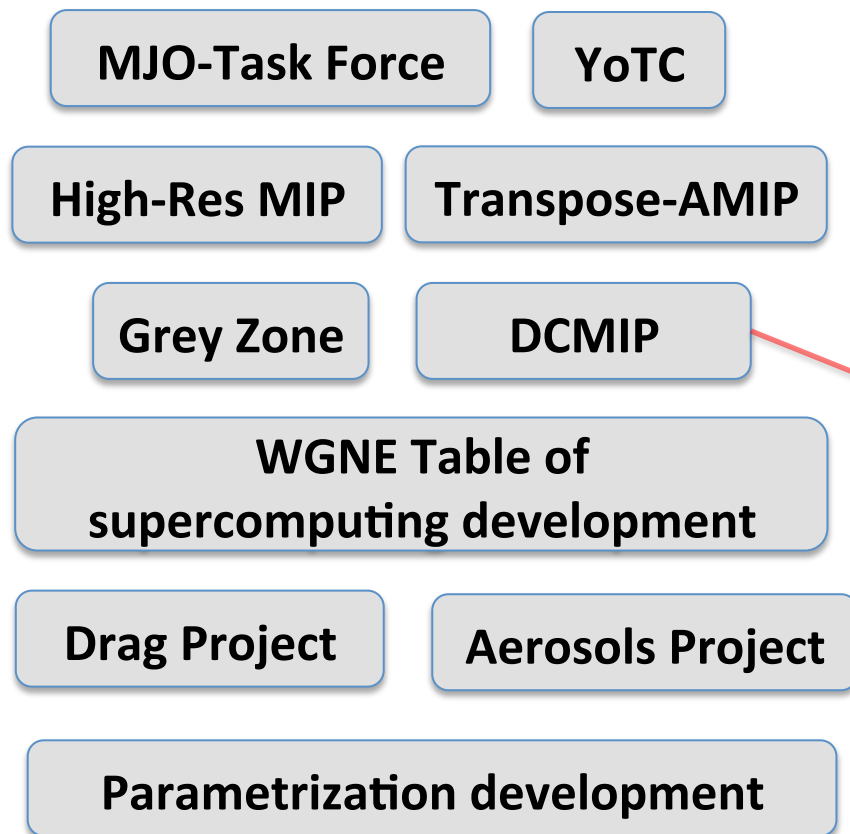 MJO-Task Force
YoTC
High-Res MIP
Transpose-AMIP
Grey Zone
DCMIP
WGNE Table of
supercomputing development
Drag Project
Aerosols Project
Parametrization development